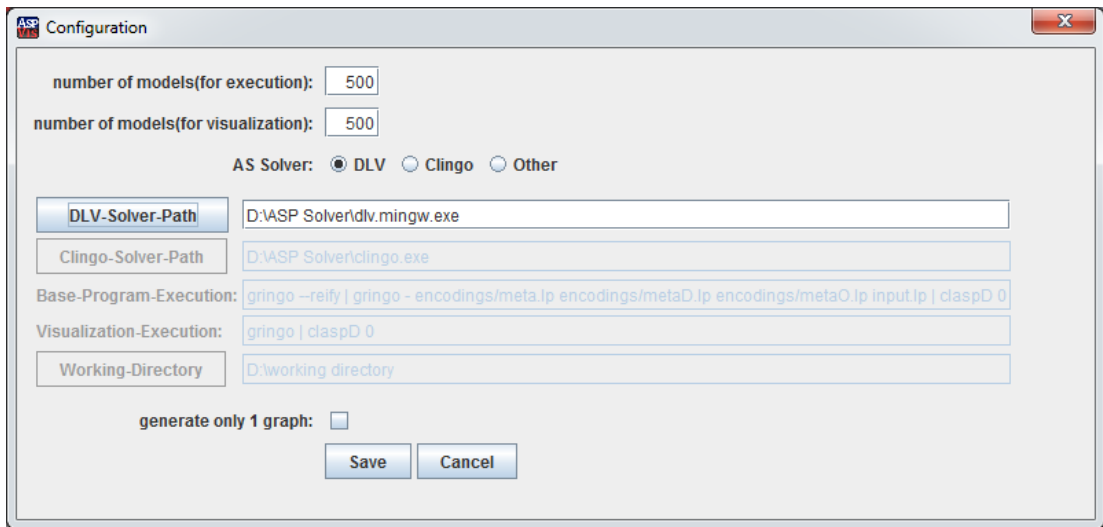 ASP VIS Configuration
number of models(for execution): 500
number of models(for visualization): 500
AS Solver: DLV Clingo Other
DLV-Solver-Path D:\ASP Solver\dlv.mingw.exe
Clingo-Solver-Path D:\ASP Solver\clingo.exe
Base-Program-Execution: gringo --reify | gringo - encodings/meta.lp encodings/metaD.lp encodings/metaO.lp input.lp | claspD 0
Visualization-Execution: gringo | claspD 0
Working-Directory D:\working directory
generate only 1 graph:
Save Cancel